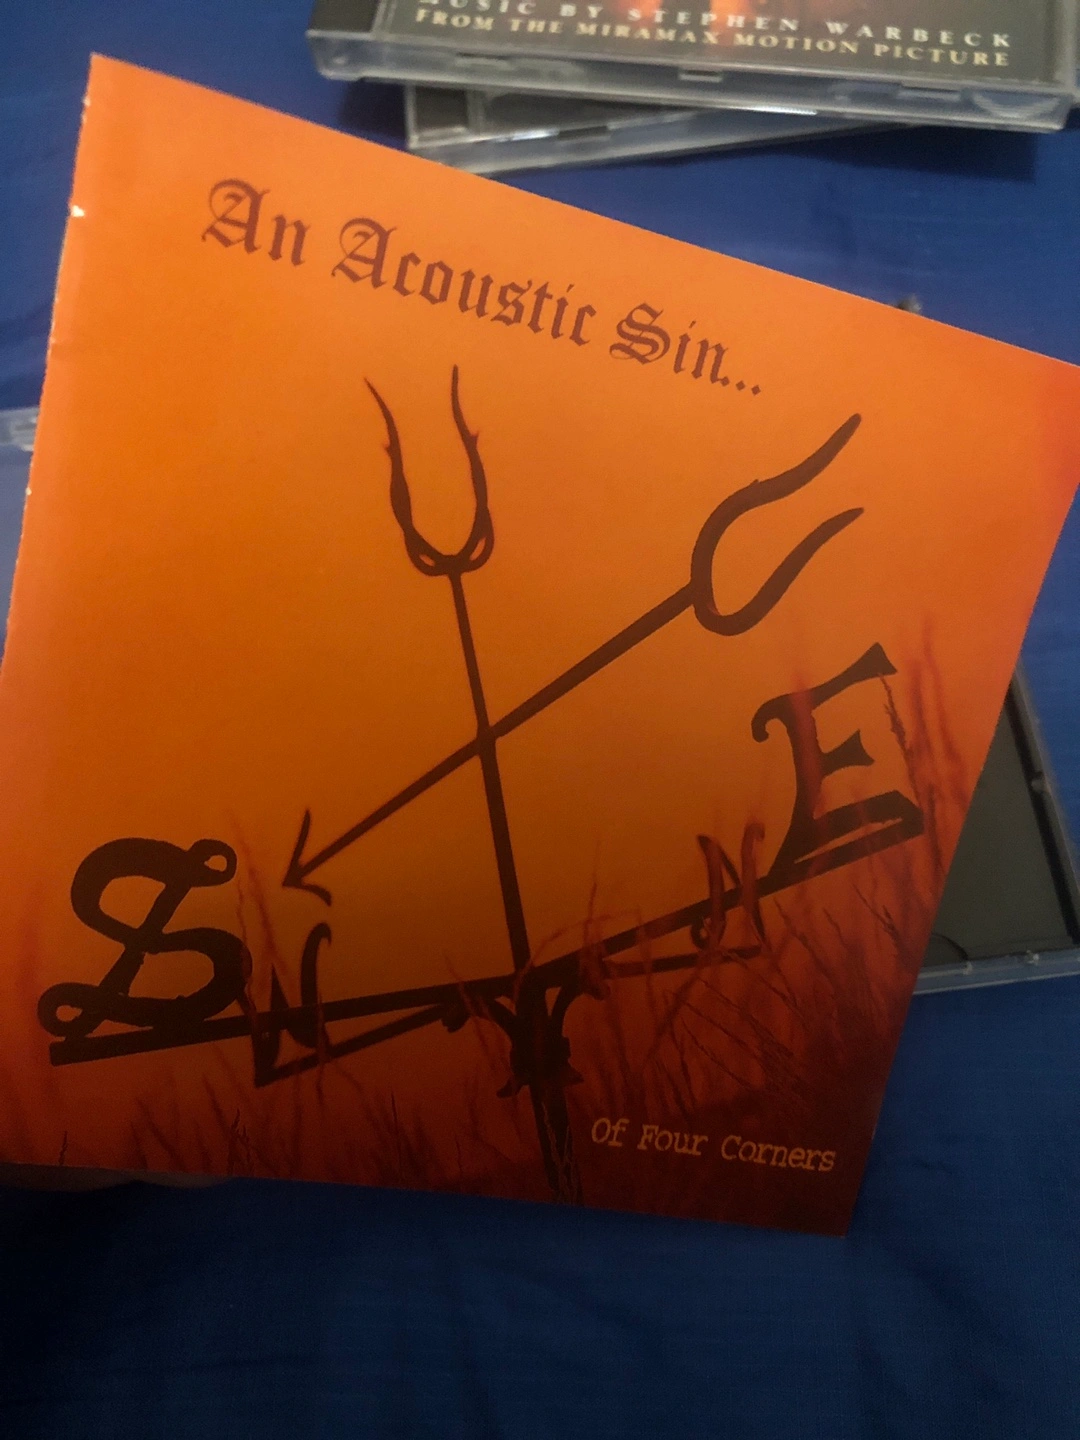 MUSIC BY STEPHEN WARBECK
FROM THE MIRAMAX MOTION PICTURE
An Acoustic Sin...
S
N
N
E
Of Four Corners